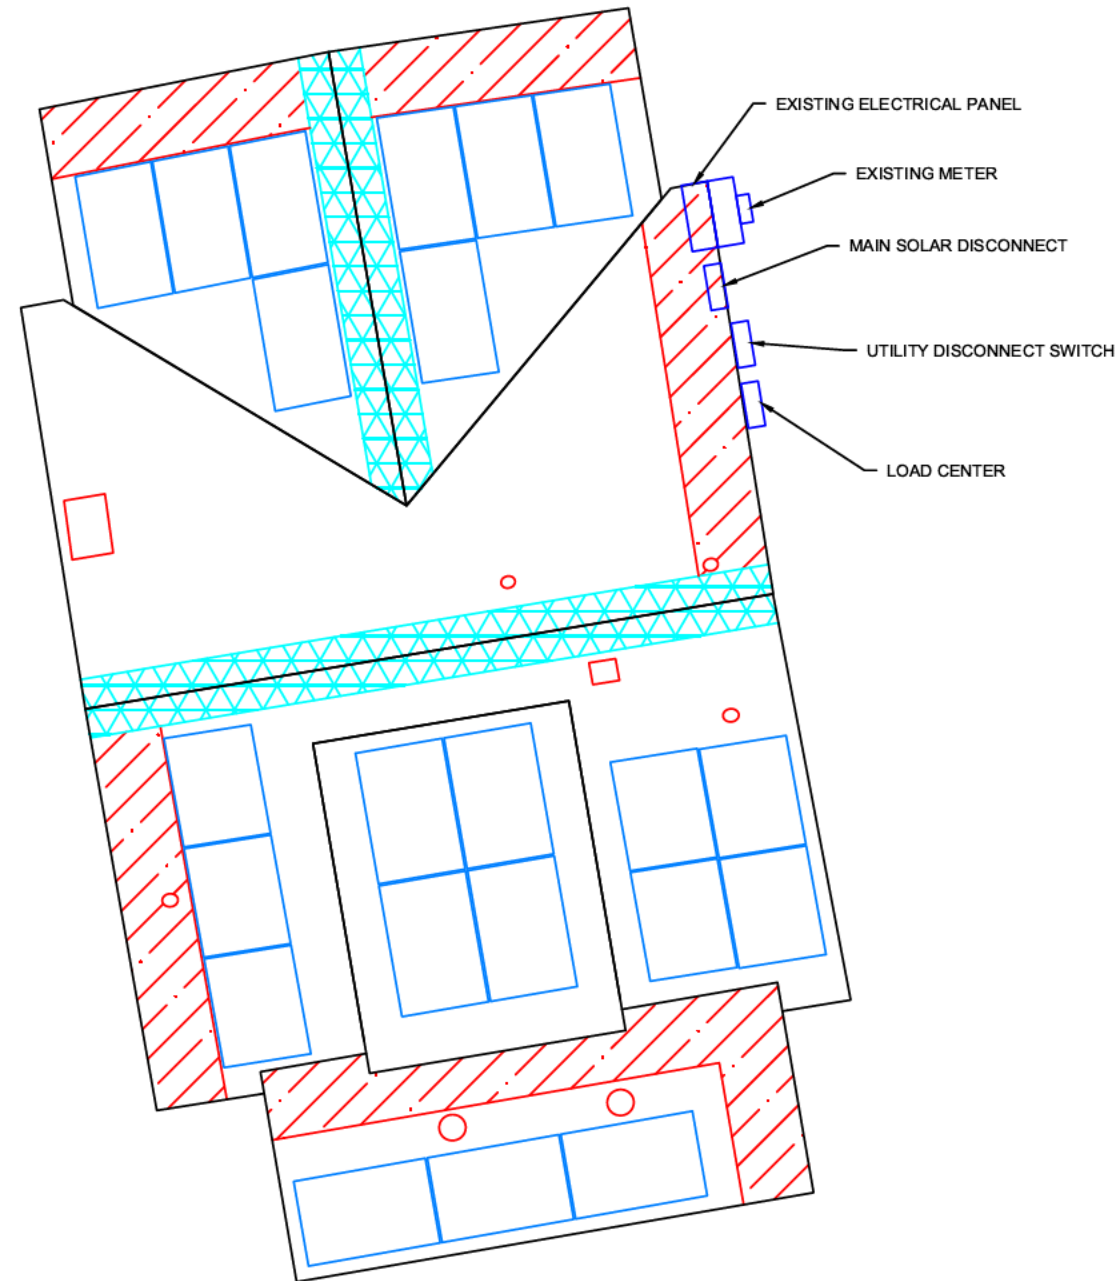 EXISTING ELECTRICAL PANEL
EXISTING METER
MAIN SOLAR DISCONNECT
UTILITY DISCONNECT SWITCH
LOAD CENTER